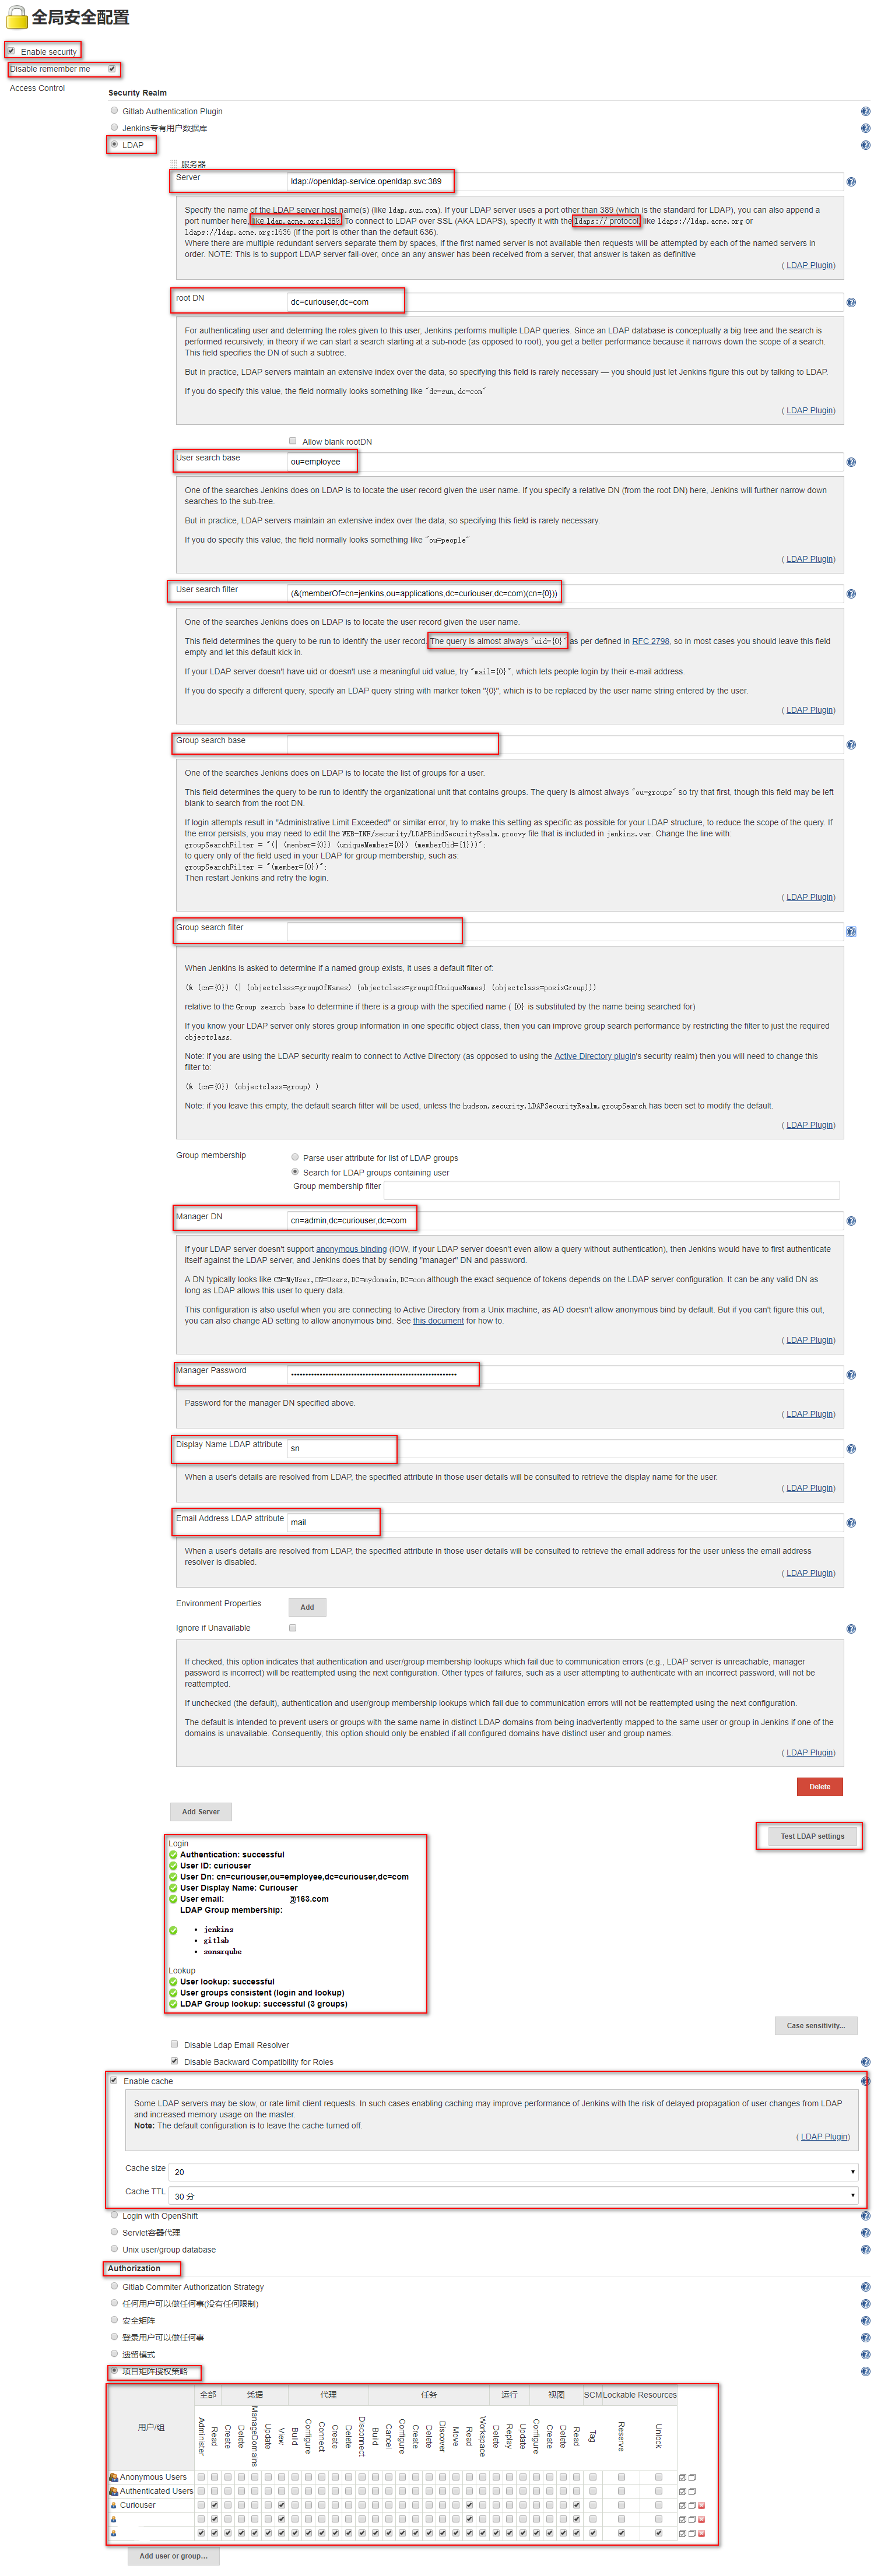 全局安全配置
Enable security
Disable remember me
Access Control
Security Realm
Gitlab Authentication Plugin
Jenkins专有用户数据库
LDAP
服务器
Server
ldap://openldap-service.openldap.svc:389
Specify the name of the LDAP server host name(s) (like ldap.sun.com). If your LDAP server uses a port other than 389 (which is the standard for LDAP), you can also append a
port number here, like ldap.acme.org:1389. To connect to LDAP over SSL (AKA LDAPS), specify it with the ldaps:// protocol, like ldaps://ldap.acme.org or
ldaps://ldap.acme.org:1636 (if the port is other than the default 636).
Where there are multiple redundant servers separate them by spaces, if the first named server is not available then requests will be attempted by each of the named servers in
order. NOTE: This is to support LDAP server fail-over, once an any answer has been received from a server, that answer is taken as definitive
( LDAP Plugin)
root DN
dc=curiouser,dc=com
For authenticating user and determing the roles given to this user, Jenkins performs multiple LDAP queries. Since an LDAP database is conceptually a big tree and the search is
performed recursively, in theory if we can start a search starting at a sub-node (as opposed to root), you get a better performance because it narrows down the scope of a search.
This field specifies the DN of such a subtree.
But in practice, LDAP servers maintain an extensive index over the data, so specifying this field is rarely necessary — you should just let Jenkins figure this out by talking to LDAP.
If you do specify this value, the field normally looks something like "dc=sun,dc=com"
( LDAP Plugin)
Allow blank rootDN
User search base
ou=employee
One of the searches Jenkins does on LDAP is to locate the user record given the user name. If you specify a relative DN (from the root DN) here, Jenkins will further narrow down
searches to the sub-tree.
But in practice, LDAP servers maintain an extensive index over the data, so specifying this field is rarely necessary.
If you do specify this value, the field normally looks something like "ou=people"
( LDAP Plugin)
User search filter
(&(memberOf=cn=jenkins,ou=applications,dc=curiouser,dc=com)(cn={0}))
One of the searches Jenkins does on LDAP is to locate the user record given the user name.
This field determines the query to be run to identify the user record. The query is almost always "uid={0}" as per defined in RFC 2798, so in most cases you should leave this field
empty and let this default kick in.
If your LDAP server doesn't have uid or doesn't use a meaningful uid value, try "mail={0}", which lets people login by their e-mail address.
If you do specify a different query, specify an LDAP query string with marker token "{0}", which is to be replaced by the user name string entered by the user.
( LDAP Plugin)
Group search base
One of the searches Jenkins does on LDAP is to locate the list of groups for a user.
This field determines the query to be run to identify the organizational unit that contains groups. The query is almost always "ou=groups" so try that first, though this field may be left
blank to search from the root DN.
If login attempts result in "Administrative Limit Exceeded" or similar error, try to make this setting as specific as possible for your LDAP structure, to reduce the scope of the query. If
the error persists, you may need to edit the WEB-INF/security/LDAPBindSecurityRealm.groovy file that is included in jenkins.war. Change the line with:
groupSearchFilter = "(| (member={0}) (uniqueMember={0}) (memberUid={1}))";
to query only of the field used in your LDAP for group membership, such as:
groupSearchFilter = "(member={0})";
Then restart Jenkins and retry the login.
( LDAP Plugin)
Group search filter
When Jenkins is asked to determine if a named group exists, it uses a default filter of:
(& (cn={0}) (| (objectclass=groupOfNames) (objectclass=groupOfUniqueNames) (objectclass=posixGroup)))
relative to the Group search base to determine if there is a group with the specified name ( {0} is substituted by the name being searched for)
If you know your LDAP server only stores group information in one specific object class, then you can improve group search performance by restricting the filter to just the required
objectclass.
Note: if you are using the LDAP security realm to connect to Active Directory (as opposed to using the Active Directory plugin's security realm) then you will need to change this
filter to:
(& (cn={0}) (objectclass=group) )
Note: if you leave this empty, the default search filter will be used, unless the hudson.security.LDAPSecurityRealm.groupSearch has been set to modify the default.
( LDAP Plugin)
Group membership
Parse user attribute for list of LDAP groups
Search for LDAP groups containing user
Group membership filter
Manager DN
cn=admin,dc=curiouser,dc=com
If your LDAP server doesn't support anonymous binding (IOW, if your LDAP server doesn't even allow a query without authentication), then Jenkins would have to first authenticate
itself against the LDAP server, and Jenkins does that by sending "manager" DN and password.
A DN typically looks like CN=MyUser,CN=Users,DC=mydomain,DC=com although the exact sequence of tokens depends on the LDAP server configuration. It can be any valid DN as
long as LDAP allows this user to query data.
This configuration is also useful when you are connecting to Active Directory from a Unix machine, as AD doesn't allow anonymous bind by default. But if you can't figure this out,
you can also change AD setting to allow anonymous bind. See this document for how to.
( LDAP Plugin)
Manager Password
Password for the manager DN specified above.
( LDAP Plugin)
Display Name LDAP attribute
sn
When a user's details are resolved from LDAP, the specified attribute in those user details will be consulted to retrieve the display name for the user.
( LDAP Plugin)
Email Address LDAP attribute
mail
When a user's details are resolved from LDAP, the specified attribute in those user details will be consulted to retrieve the email address for the user unless the email address
resolver is disabled.
( LDAP Plugin)
Environment Properties
Add
Ignore if Unavailable
If checked, this option indicates that authentication and user/group membership lookups which fail due to communication errors (e.g., LDAP server is unreachable, manager
password is incorrect) will be reattempted using the next configuration. Other types of failures, such as a user attempting to authenticate with an incorrect password, will not be
reattempted.
If unchecked (the default), authentication and user/group membership lookups which fail due to communication errors will not be reattempted using the next configuration.
The default is intended to prevent users or groups with the same name in distinct LDAP domains from being inadvertently mapped to the same user or group in Jenkins if one of the
domains is unavailable. Consequently, this option should only be enabled if all configured domains have distinct user and group names.
( LDAP Plugin)
Delete
Add Server
Test LDAP settings
Login
Authentication: successful
User ID: curiouser
User Dn: cn=curiouser,ou=employee,dc=curiouser,dc=com
User Display Name: Curiouser
User email: @163.com
LDAP Group membership:
• jenkins
• gitlab
• sonarqube
Lookup
User lookup: successful
User groups consistent (login and lookup)
LDAP Group lookup: successful (3 groups)
Case sensitivity...
Disable Ldap Email Resolver
Disable Backward Compatibility for Roles
Enable cache
Some LDAP servers may be slow, or rate limit client requests. In such cases enabling caching may improve performance of Jenkins with the risk of delayed propagation of user changes from LDAP
and increased memory usage on the master.
Note: The default configuration is to leave the cache turned off.
( LDAP Plugin)
Cache size
20
Cache TTL
30 分
Login with OpenShift
Servlet容器代理
Unix user/group database
Authorization
Gitlab Commiter Authorization Strategy
任何用户可以做任何事(没有任何限制)
安全矩阵
登录用户可以做任何事
遗留模式
项目矩阵授权策略
用户/组
全部 凭据 代理 任务 运行 视图 SCM Lockable Resources
Administer Read Create Delete ManageDomains Update View Build Configure Connect Create Delete Disconnect Build Cancel Configure Create Delete Discover Move Read Workspace Delete Replay Update Configure Create Delete Read Tag Reserve Unlock
Anonymous Users
Authenticated Users
Curiouser
Add user or group...